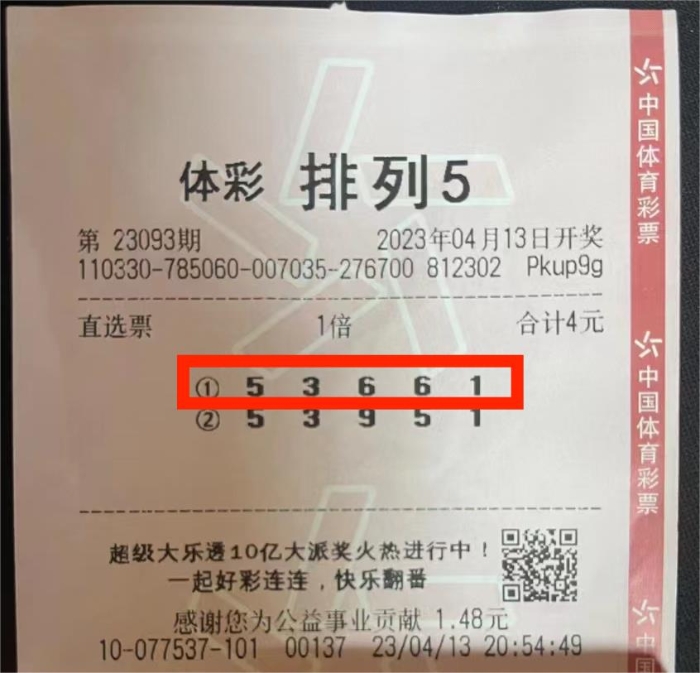 体彩 排列5
第 23093期 2023年04月13日开奖
110330-785060-007035-276700 812302 Pkup9g
直选票 1倍 合计4元
① 5 3 6 6 1
② 5 3 9 5 1
超级大乐透10亿大派奖火热进行中！
一起好彩连连，快乐翻番
感谢您为公益事业贡献 1.48元
10-077537-101 00137 23/04/13 20:54:49
中国体育彩票
中国体育彩票
中国体